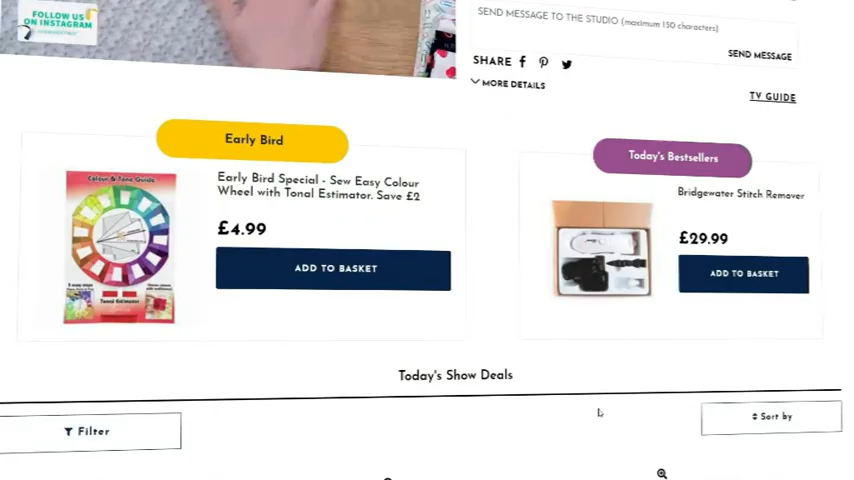 FOLLOW US
ON INSTAGRAM
SEND MESSAGE TO THE STUDIO (maximum 150 characters)
SEND MESSAGE
SHARE
MORE DETAILS
TV GUIDE
Early Bird
Today's Bestsellers
Colour & Tone Guide
Early Bird Special - Sew Easy Colour
Wheel with Tonal Estimator. Save £2
£4.99
ADD TO BASKET
Tonal Estimator
Bridgewater Stitch Remover
£29.99
ADD TO BASKET
Today's Show Deals
Filter
Sort by